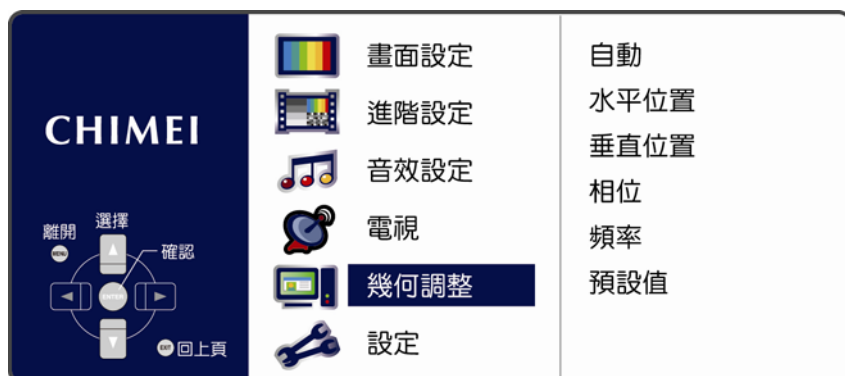 CHIMEI
離開
選擇
MENU
確認
ENTER
EXIT
回上頁
畫面設定
進階設定
音效設定
電視
幾何調整
設定
自動
水平位置
垂直位置
相位
頻率
預設值